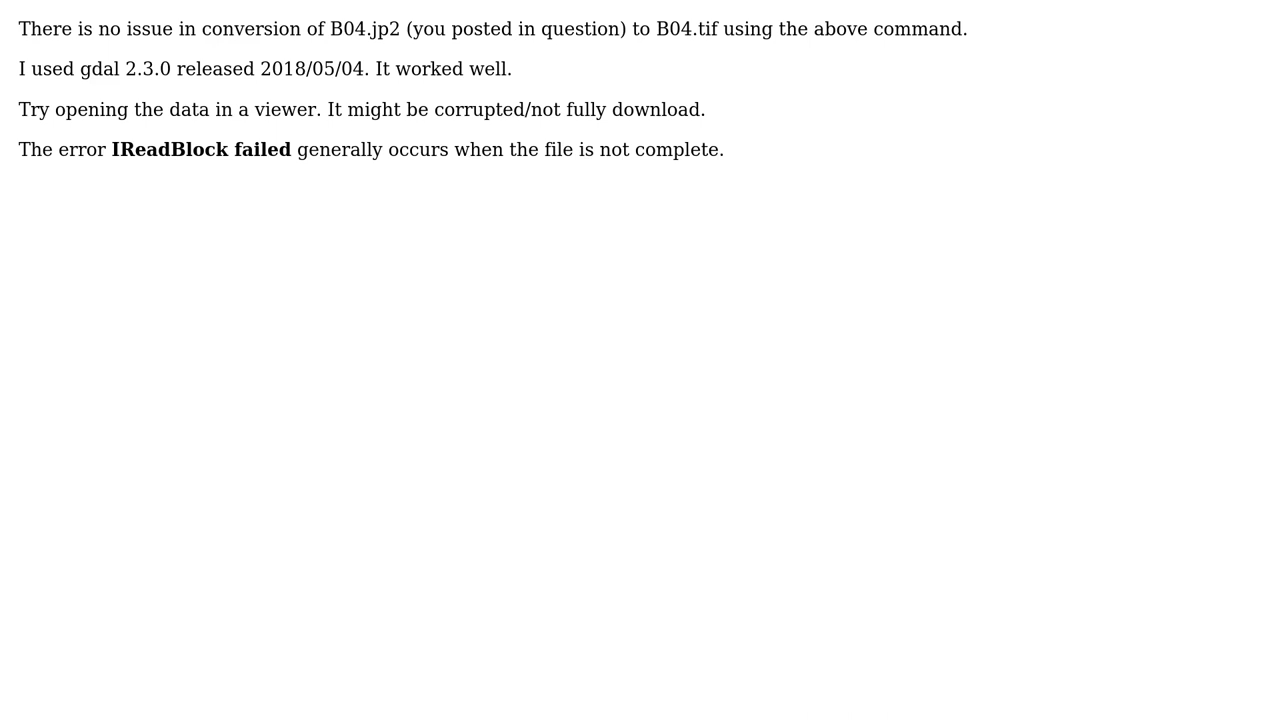 There is no issue in conversion of B04.jp2 (you posted in question) to B04.tif using the above command.
I used gdal 2.3.0 released 2018/05/04. It worked well.
Try opening the data in a viewer. It might be corrupted/not fully download.
The error IReadBlock failed generally occurs when the file is not complete.